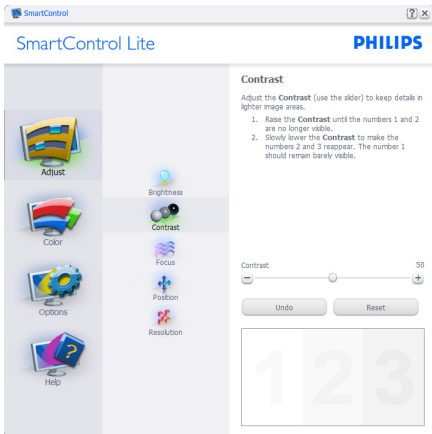 SmartControl
?
SmartControl Lite
PHILIPS
Adjust
Color
Options
Help
Brightness
Contrast
Focus
Position
Resolution
Contrast
Adjust the Contrast (use the slider) to keep details in
lighter image areas.
1. Raise the Contrast until the numbers 1 and 2
are no longer visible.
2. Slowly lower the Contrast to make the
numbers 2 and 3 reappear. The number 1
should remain barely visible.
Contrast 50
Undo Reset
1 2 3